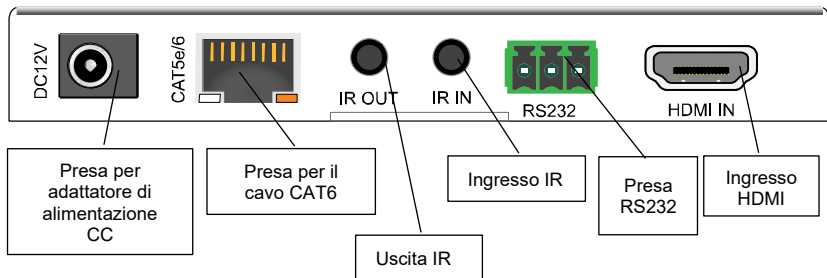 DC12V
CAT5e/6
IR OUT
IR IN
RS232
HDMI IN
Presa per
adattatore di
alimentazione
CC
Presa per il
cavo CAT6
Uscita IR
Ingresso IR
Presa
RS232
Ingresso
HDMI